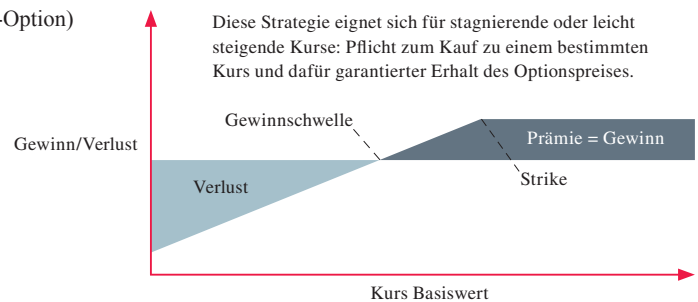 -Option)
Diese Strategie eignet sich für stagnierende oder leicht
steigende Kurse: Pflicht zum Kauf zu einem bestimmten
Kurs und dafür garantierter Erhalt des Optionspreises.
Gewinnschwelle
Gewinn/Verlust
Prämie = Gewinn
Verlust
Strike
Kurs Basiswert